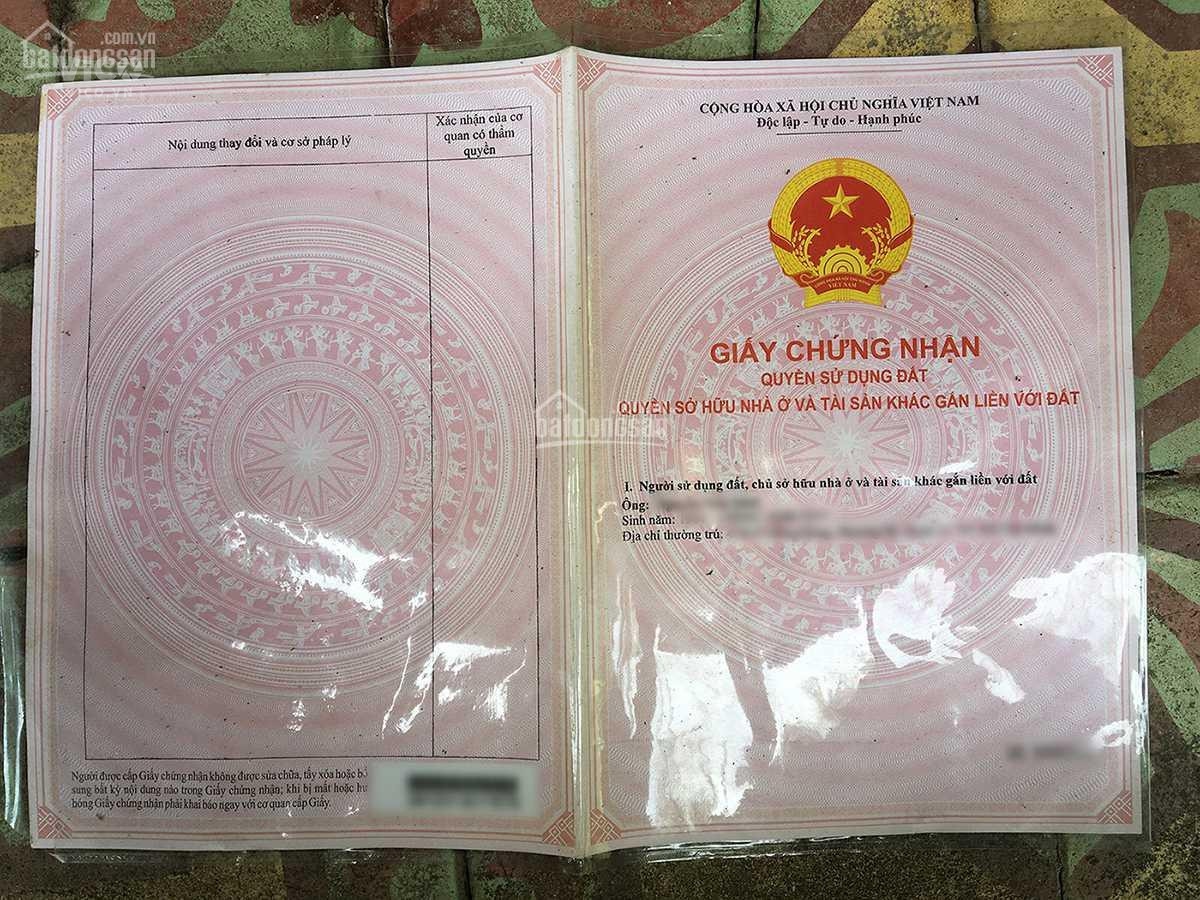 .com.vn
batdongsan
Nội dung thay đổi và cơ sở pháp lý
Xác nhận của cơ
quan có thẩm
quyền
Người được cấp Giấy chứng nhận không được sửa chữa, tẩy xóa hoặc
sung bất kỳ nội dung nào trong Giấy chứng nhận; khi bị mất hoặc
hỏng Giấy chứng nhận phải khai báo ngay với cơ quan cấp Giấy.
CỘNG HÒA XÃ HỘI CHỦ NGHĨA VIỆT NAM
Độc lập - Tự do - Hạnh phúc
VIỆT NAM
GIẤY CHỨNG NHẬN
QUYỀN SỬ DỤNG ĐẤT
QUYỀN SỞ HỮU NHÀ Ở VÀ TÀI SẢN KHÁC GẮN LIỀN VỚI ĐẤT
batdongsan
I. Người sử dụng đất, chủ sở hữu nhà ở và tài sản khác gắn liền với đất
Ông:
Sinh năm:
Địa chỉ thường trú: